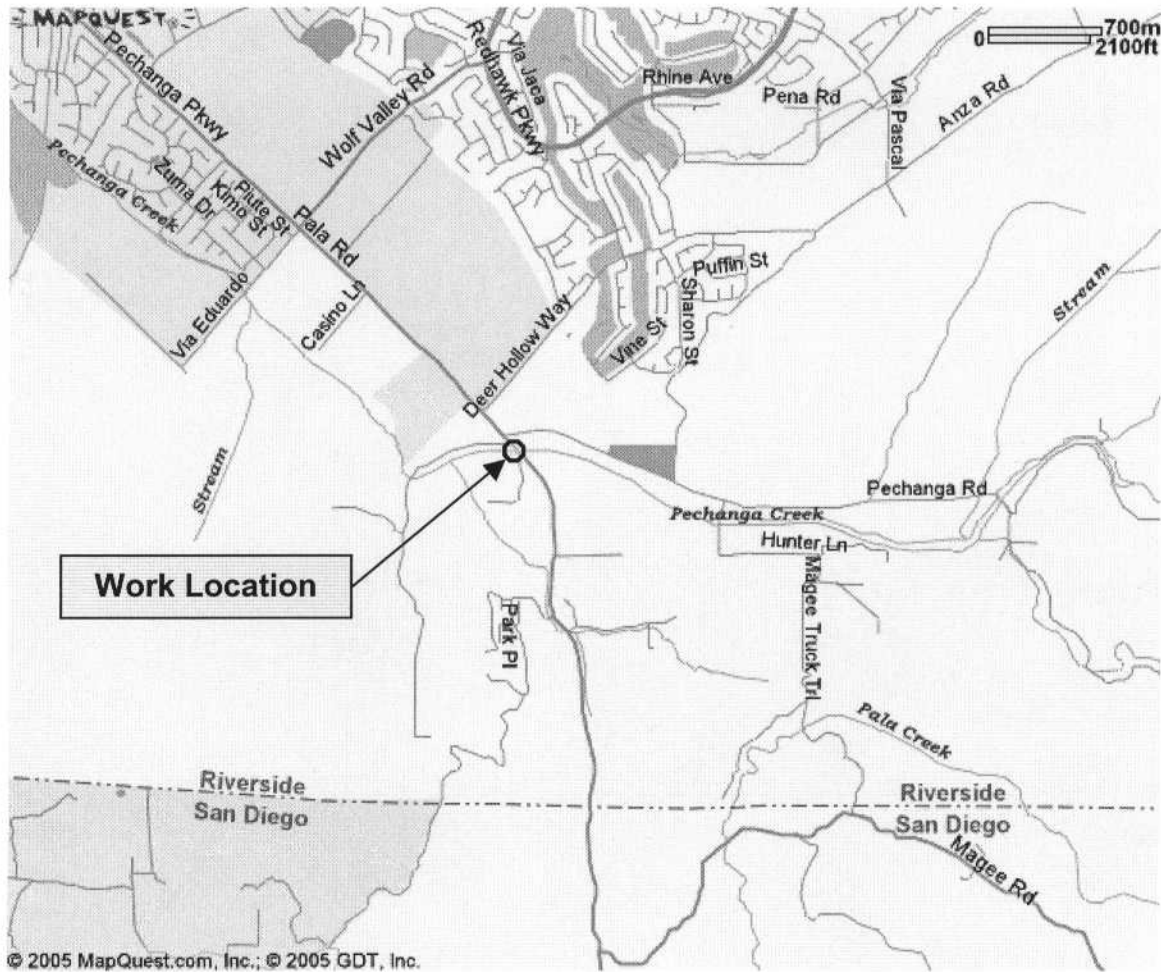 MAPQUEST
700m
0
2100ft
Pechanga Pkwy
Redhawk Pkwy
Via Jaca
Rhine Ave
Pena Rd
Via Pascal
Anza Rd
Wolf Valley Rd
Pechanga Creek
Zuma Dr
Kimo St
Piute St
Pala Rd
Puffin St
Sharon St
Stream
Via Eduardo
Casino Ln
Deer Hollow Way
Vine St
Stream
Pechanga Rd
Pechanga Creek
Hunter Ln
Work Location
Magee Truck Trl
Park Pl
Pala Creek
Riverside
San Diego
Riverside
San Diego
Magee Rd
© 2005 MapQuest.com, Inc.; © 2005 GDT, Inc.